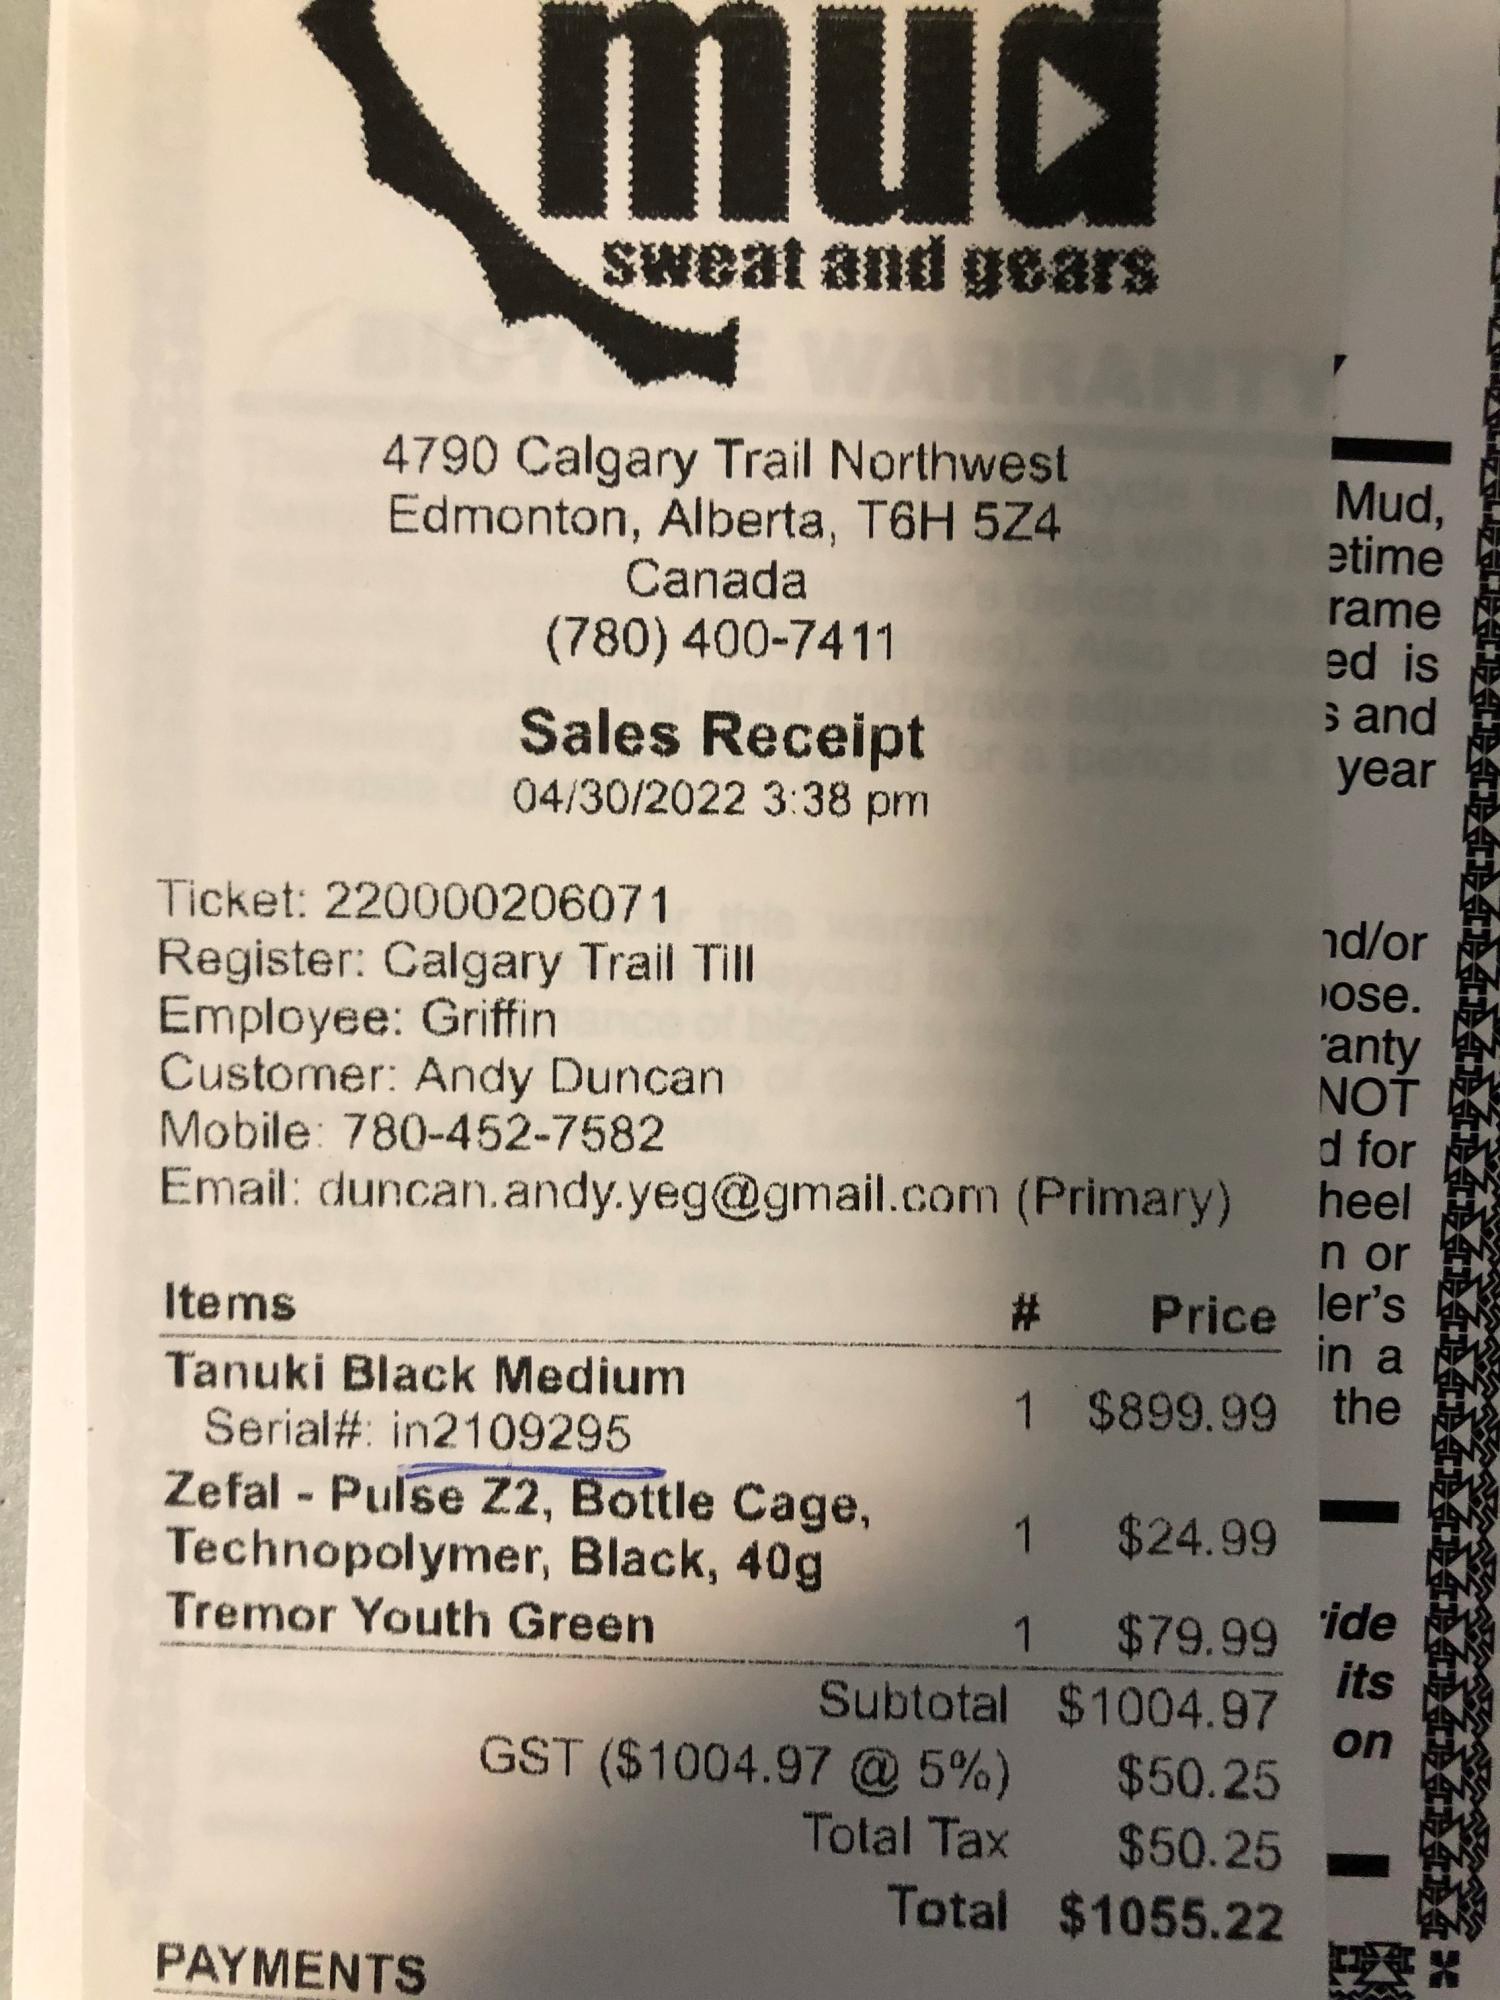 mud
sweat and gears
BICYCLE WARRANTY
4790 Calgary Trail Northwest
Edmonton, Alberta, T6H 5Z4
Canada
(780) 400-7411
Sales Receipt
04/30/2022 3:38 pm
Ticket: 220000206071
Register: Calgary Trail Till
Employee: Griffin
Customer: Andy Duncan
Mobile: 780-452-7582
Email: duncan.andy.yeg@gmail.com (Primary)
Items # Price
Tanuki Black Medium
Serial#: in2109295 1 $899.99
Zefal - Pulse Z2, Bottle Cage,
Technopolymer, Black, 40g 1 $24.99
Tremor Youth Green 1 $79.99
Subtotal $1004.97
GST ($1004.97 @ 5%) $50.25
Total Tax $50.25
Total $1055.22
PAYMENTS
Mud,
etime
rame
ed is
s and
year
nd/or
ose.
ranty
NOT
d for
heel
n or
ler's
in a
the
ride
its
on